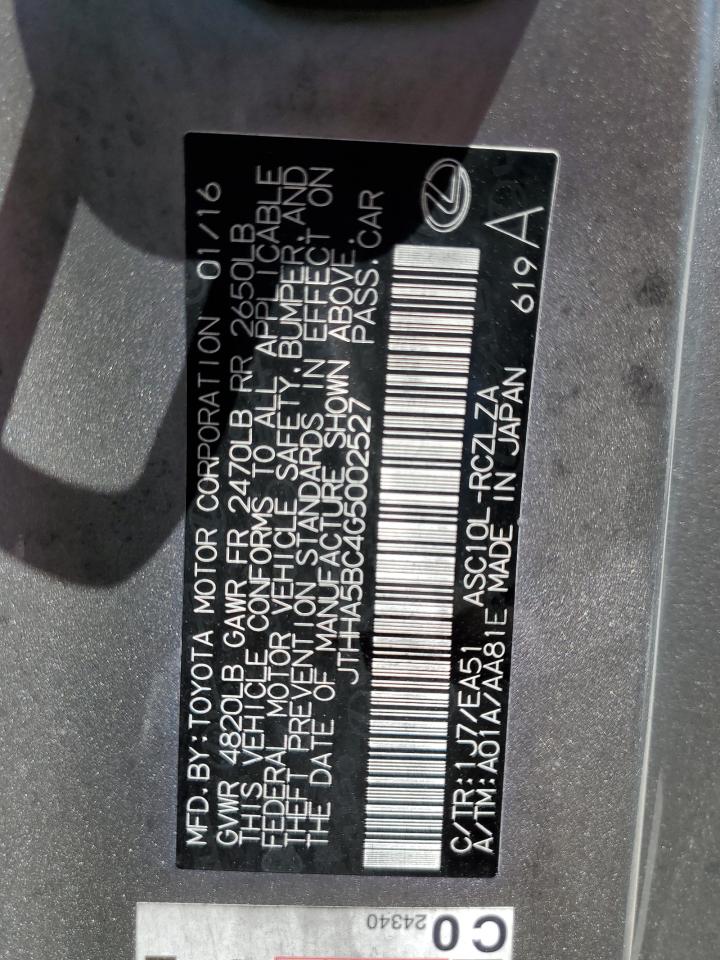 MFD. BY: TOYOTA MOTOR CORPORATION 01/16
GVWR 4820LB GAWR FR 2470LB RR 2650LB
THIS VEHICLE CONFORMS TO ALL APPLICABLE
FEDERAL MOTOR VEHICLE SAFETY, BUMPER, AND
THEFT PREVENTION STANDARDS IN EFFECT ON
THE DATE OF MANUFACTURE SHOWN ABOVE.
JTHHA5BC4G5002527 PASS. CAR
C/TR: 1J7/EA51 ASC10L-RCZLZA
A/TM: A01A/AA81E MADE IN JAPAN
619 A
C0
24340